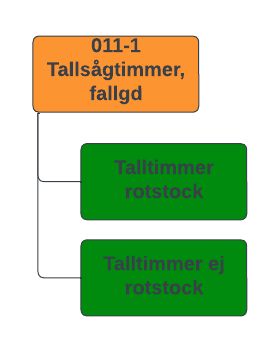 011-1
Tallsågtimmer,
fallgd
Talltimmer
rotstock
Talltimmer ej
rotstock